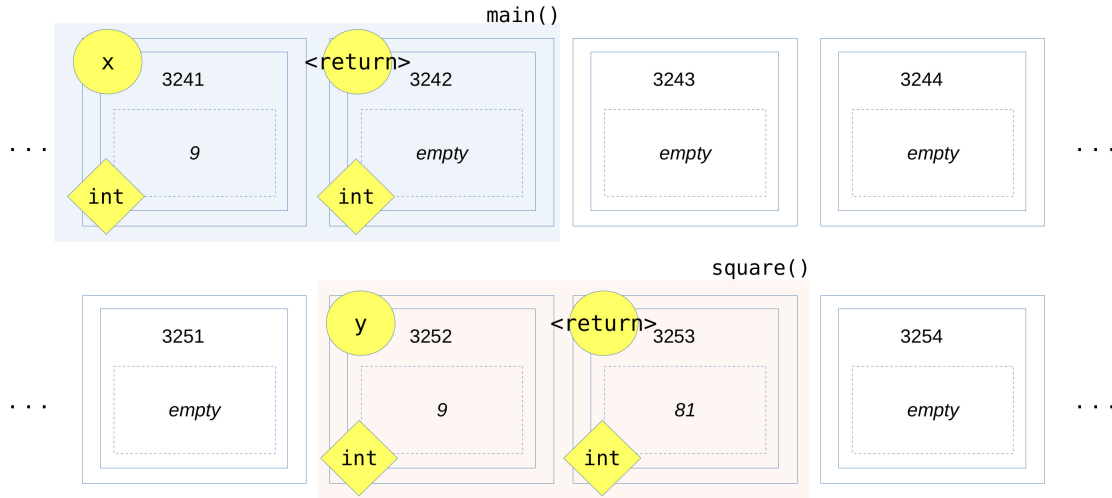 main()
x
<return>
3241
3242
3243
3244
... 9 empty empty empty ...
int
int
square()
y
<return>
3251
3252
3253
3254
... empty 9 81 empty ...
int
int